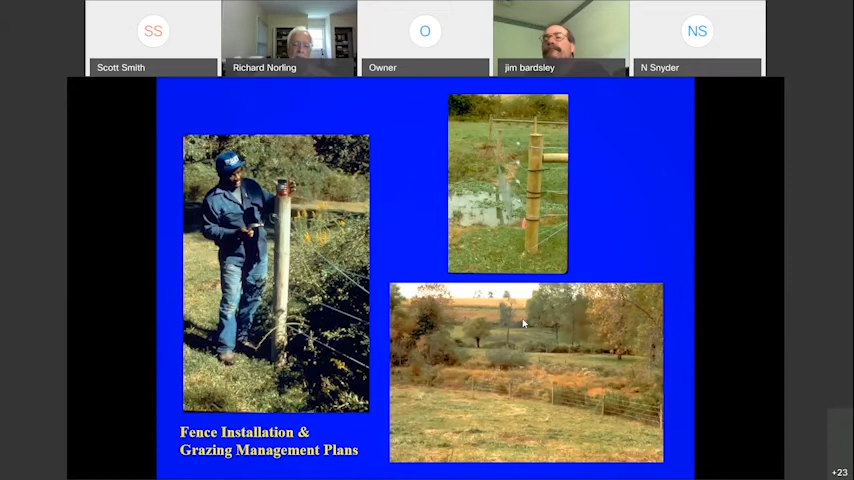 SS
Scott Smith
Richard Norling
O
Owner
jim bardsley
NS
N Snyder
Fence Installation &
Grazing Management Plans
+23